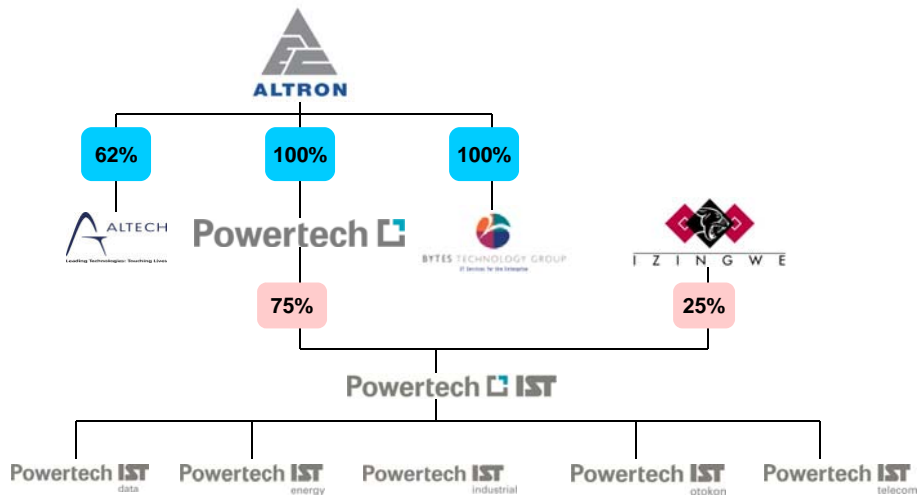 ALTRON
62%
100%
100%
ALTECH
Leading Technologies: Touching Lives
Powertech
BYTES TECHNOLOGY GROUP
IT Services for the Enterprise
IZINGWE
75%
25%
Powertech IST
Powertech IST
data
Powertech IST
energy
Powertech IST
industrial
Powertech IST
otokon
Powertech IST
telecom